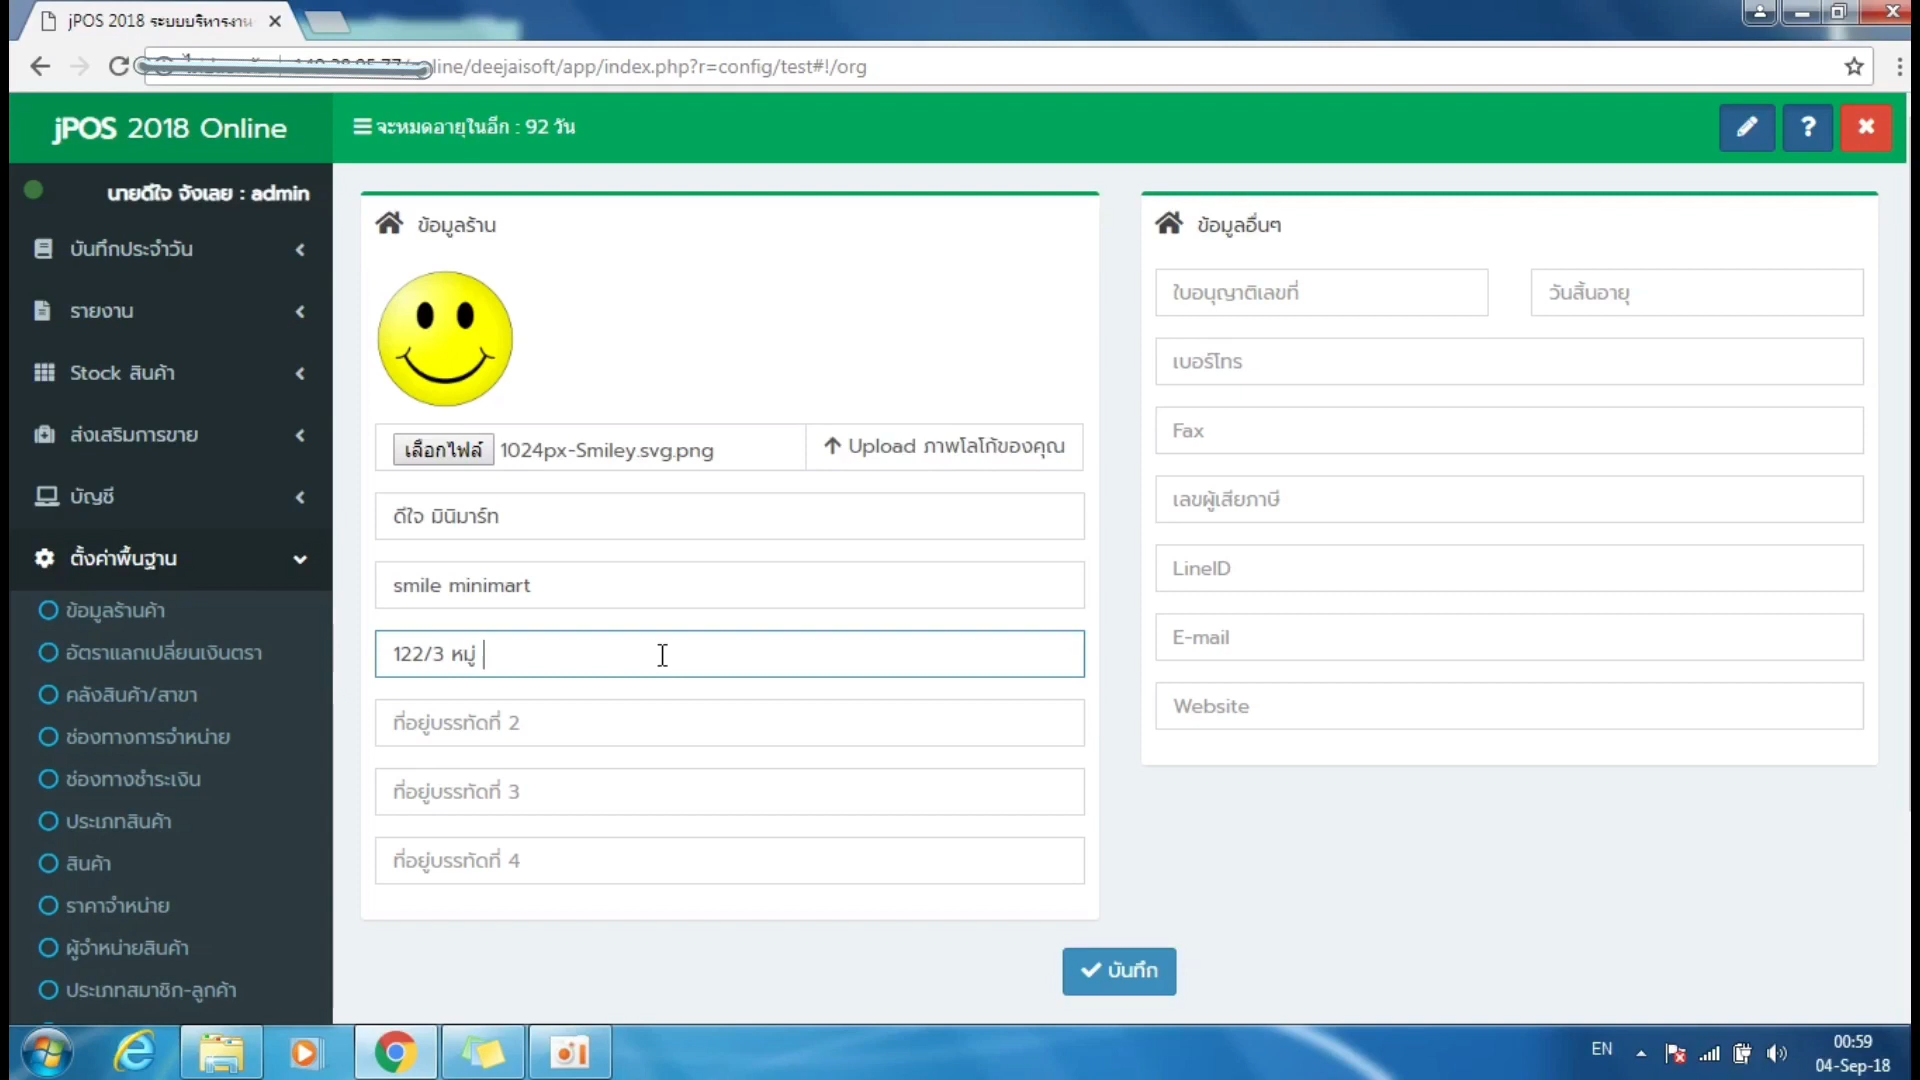 jPOS 2018 ระบบบริหารงาน
line/deejaisoft/app/index.php?r=config/test#!/org
jPOS 2018 Online
จะหมดอายุในอีก : 92 วัน
?
นายดีใจ จังเลย : admin
บันทึกประจำวัน
รายงาน
Stock สินค้า
ส่งเสริมการขาย
บัญชี
ตั้งค่าพื้นฐาน
ข้อมูลร้านค้า
อัตราแลกเปลี่ยนเงินตรา
คลังสินค้า/สาขา
ช่องทางการจำหน่าย
ช่องทางชำระเงิน
ประเภทสินค้า
สินค้า
ราคาจำหน่าย
ผู้จำหน่ายสินค้า
ประเภทสมาชิก-ลูกค้า
ข้อมูลร้าน
เลือกไฟล์ 1024px-Smiley.svg.png
Upload ภาพโลโก้ของคุณ
ดีใจ มินิมาร์ท
smile minimart
122/3 หมู่
ที่อยู่บรรทัดที่ 2
ที่อยู่บรรทัดที่ 3
ที่อยู่บรรทัดที่ 4
ข้อมูลอื่นๆ
ใบอนุญาติเลขที่
วันสิ้นอายุ
เบอร์โทร
Fax
เลขผู้เสียภาษี
LineID
E-mail
Website
บันทึก
EN
00:59
04-Sep-18